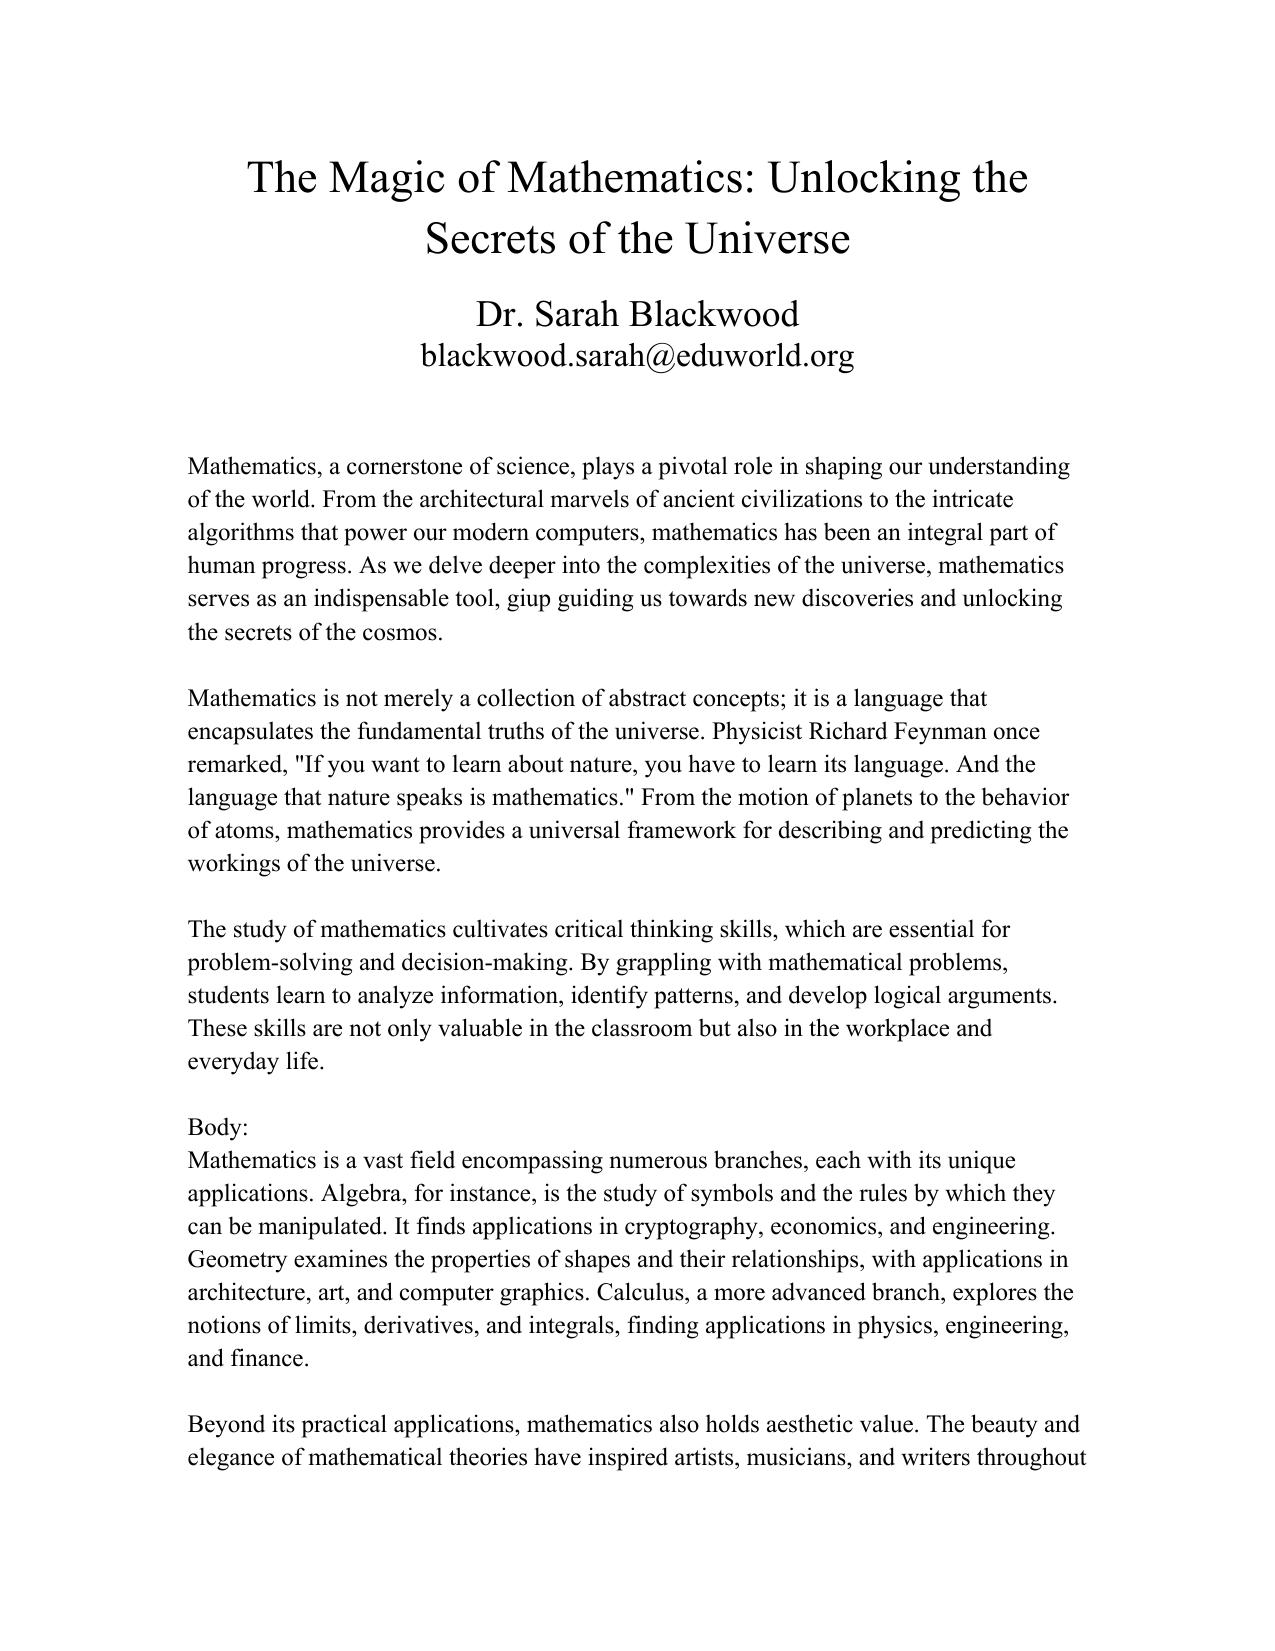 The Magic of Mathematics: Unlocking the
Secrets of the Universe
Dr. Sarah Blackwood
blackwood.sarah@eduworld.org
Mathematics, a cornerstone of science, plays a pivotal role in shaping our understanding
of the world. From the architectural marvels of ancient civilizations to the intricate
algorithms that power our modern computers, mathematics has been an integral part of
human progress. As we delve deeper into the complexities of the universe, mathematics
serves as an indispensable tool, giup guiding us towards new discoveries and unlocking
the secrets of the cosmos.
Mathematics is not merely a collection of abstract concepts; it is a language that
encapsulates the fundamental truths of the universe. Physicist Richard Feynman once
remarked, "If you want to learn about nature, you have to learn its language. And the
language that nature speaks is mathematics." From the motion of planets to the behavior
of atoms, mathematics provides a universal framework for describing and predicting the
workings of the universe.
The study of mathematics cultivates critical thinking skills, which are essential for
problem-solving and decision-making. By grappling with mathematical problems,
students learn to analyze information, identify patterns, and develop logical arguments.
These skills are not only valuable in the classroom but also in the workplace and
everyday life.
Body:
Mathematics is a vast field encompassing numerous branches, each with its unique
applications. Algebra, for instance, is the study of symbols and the rules by which they
can be manipulated. It finds applications in cryptography, economics, and engineering.
Geometry examines the properties of shapes and their relationships, with applications in
architecture, art, and computer graphics. Calculus, a more advanced branch, explores the
notions of limits, derivatives, and integrals, finding applications in physics, engineering,
and finance.
Beyond its practical applications, mathematics also holds aesthetic value. The beauty and
elegance of mathematical theories have inspired artists, musicians, and writers throughout